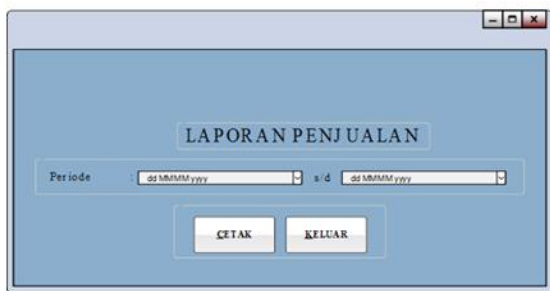 LAPORAN PENJUALAN
Periode : dd MMMM yyyy s/d dd MMMM yyyy
CETAK KELUAR